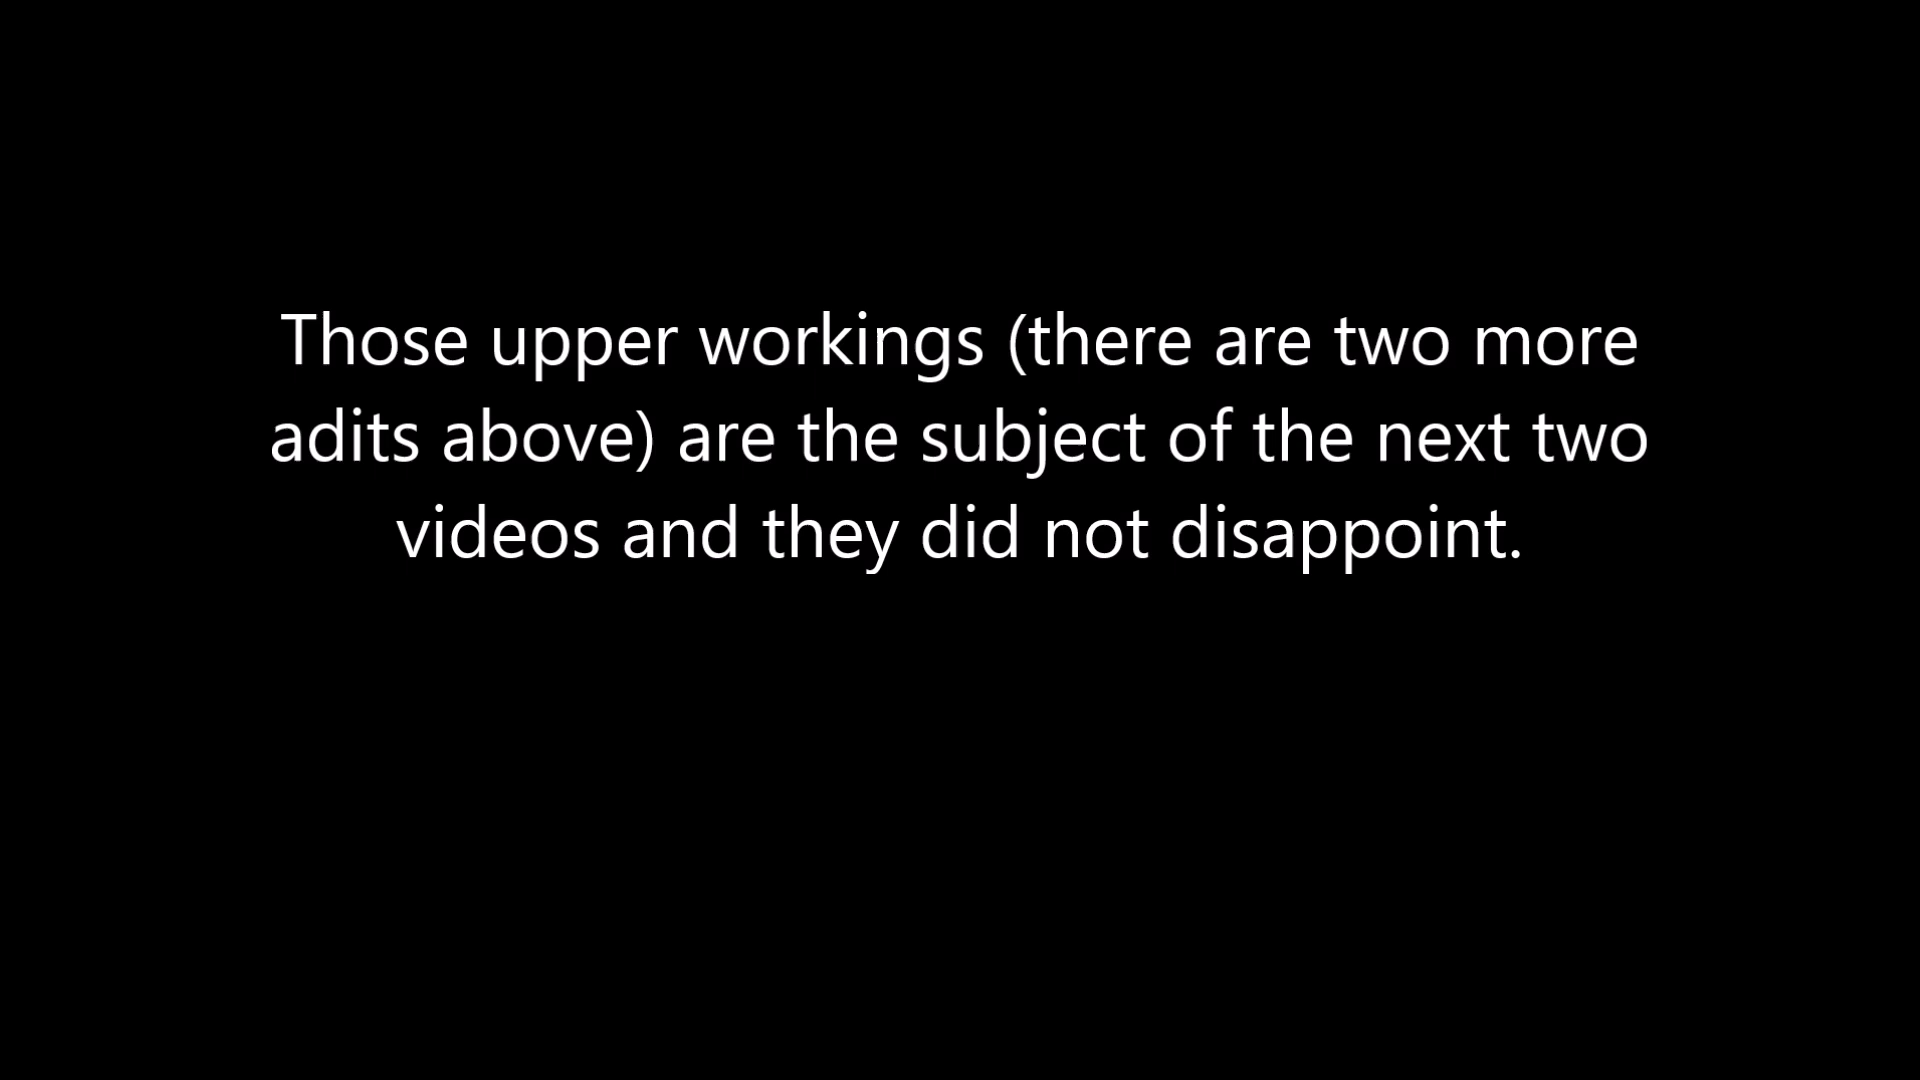 Those upper workings (there are two more
adits above) are the subject of the next two
videos and they did not disappoint.